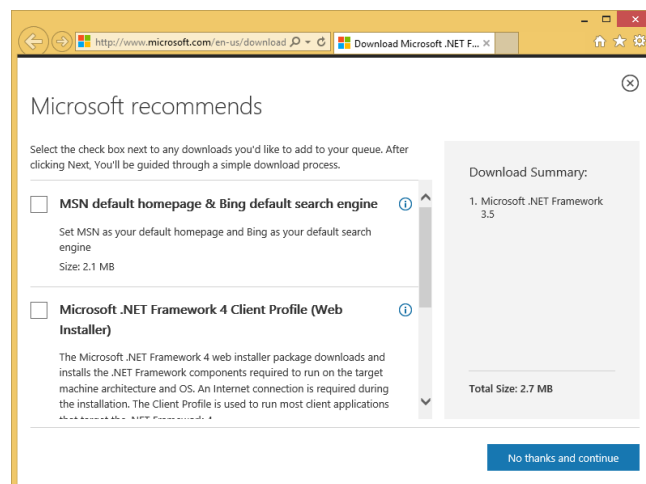 http://www.microsoft.com/en-us/download
Download Microsoft .NET F...
Microsoft recommends
Select the check box next to any downloads you'd like to add to your queue. After
clicking Next, You'll be guided through a simple download process.
MSN default homepage & Bing default search engine
Set MSN as your default homepage and Bing as your default search
engine
Size: 2.1 MB
Microsoft .NET Framework 4 Client Profile (Web
Installer)
The Microsoft .NET Framework 4 web installer package downloads and
installs the .NET Framework components required to run on the target
machine architecture and OS. An Internet connection is required during
the installation. The Client Profile is used to run most client applications
that target the .NET Framework 4
Download Summary:
1. Microsoft .NET Framework
3.5
Total Size: 2.7 MB
No thanks and continue